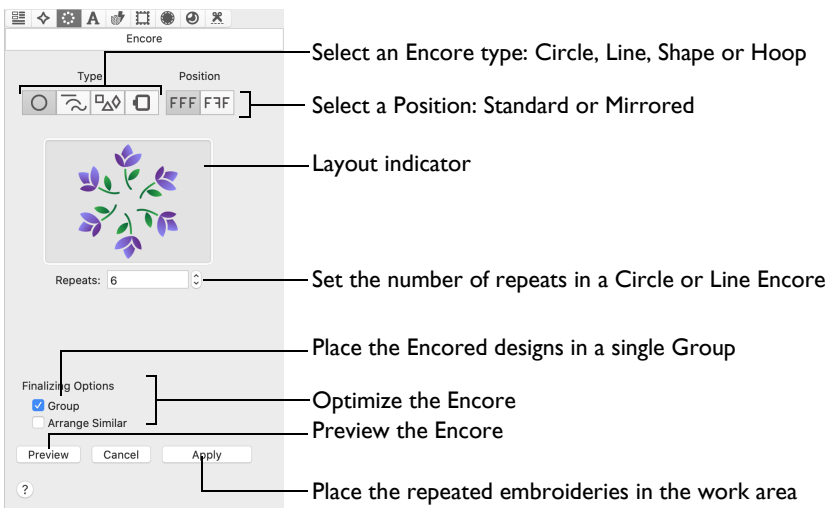 A
Encore
Select an Encore type: Circle, Line, Shape or Hoop
Type Position
FFF FꟻF
Select a Position: Standard or Mirrored
Layout indicator
Repeats: 6
Set the number of repeats in a Circle or Line Encore
Place the Encored designs in a single Group
Finalizing Options
Group
Optimize the Encore
Arrange Similar
Preview the Encore
Preview Cancel Apply
?
Place the repeated embroideries in the work area